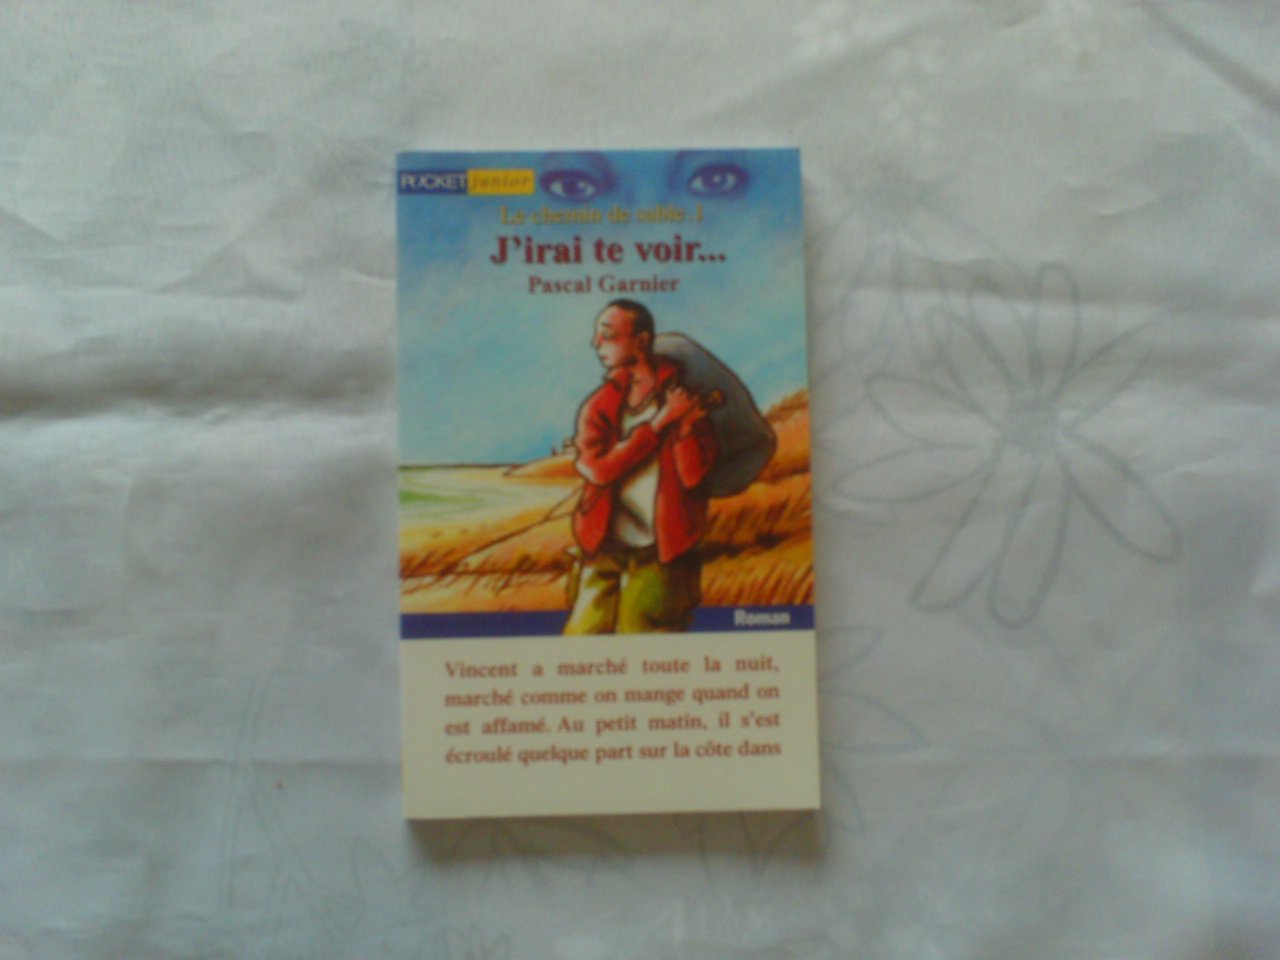 POCKET junior
Le chemin de sable .1
J'irai te voir...
Pascal Garnier
Roman
Vincent a marché toute la nuit,
marché comme on mange quand on
est affamé. Au petit matin, il s'est
écroulé quelque part sur la côte dans